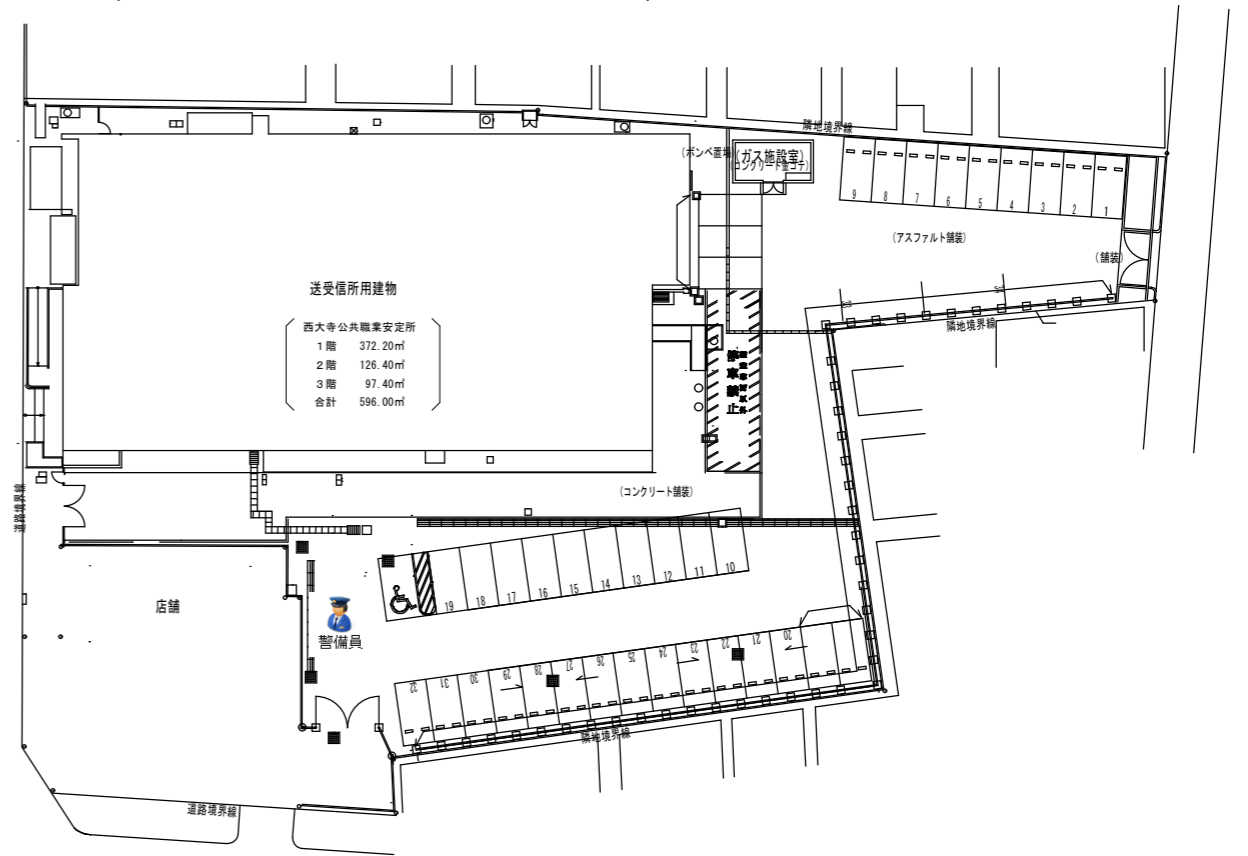 隣地境界線
(ボンベ置場)
(ガス施設室)
(コンクリート金コテ)
9 8 7 6 5 4 3 2 1
(アスファルト舗装)
(舗装)
送受信所用建物
西大寺公共職業安定所
1階 372.20㎡
2階 126.40㎡
3階 97.40㎡
合計 596.00㎡
33
34
隣地境界線
停車禁止
道路境界線
(コンクリート舗装)
19 18 17 16 15 14 13 12 11 10
店舗
警備員
32 31 30 29 28 27 26 25 24 23 22 21 20
隣地境界線
道路境界線